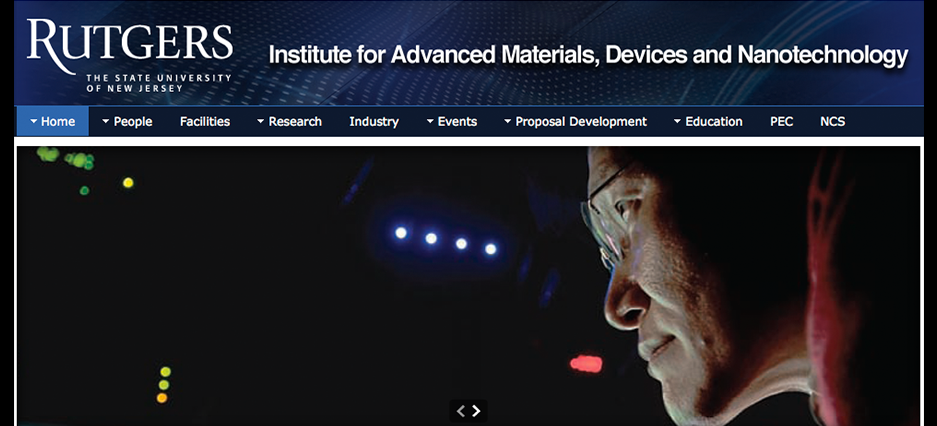 RUTGERS
THE STATE UNIVERSITY
OF NEW JERSEY
Institute for Advanced Materials, Devices and Nanotechnology
Home People Facilities Research Industry Events Proposal Development Education PEC NCS